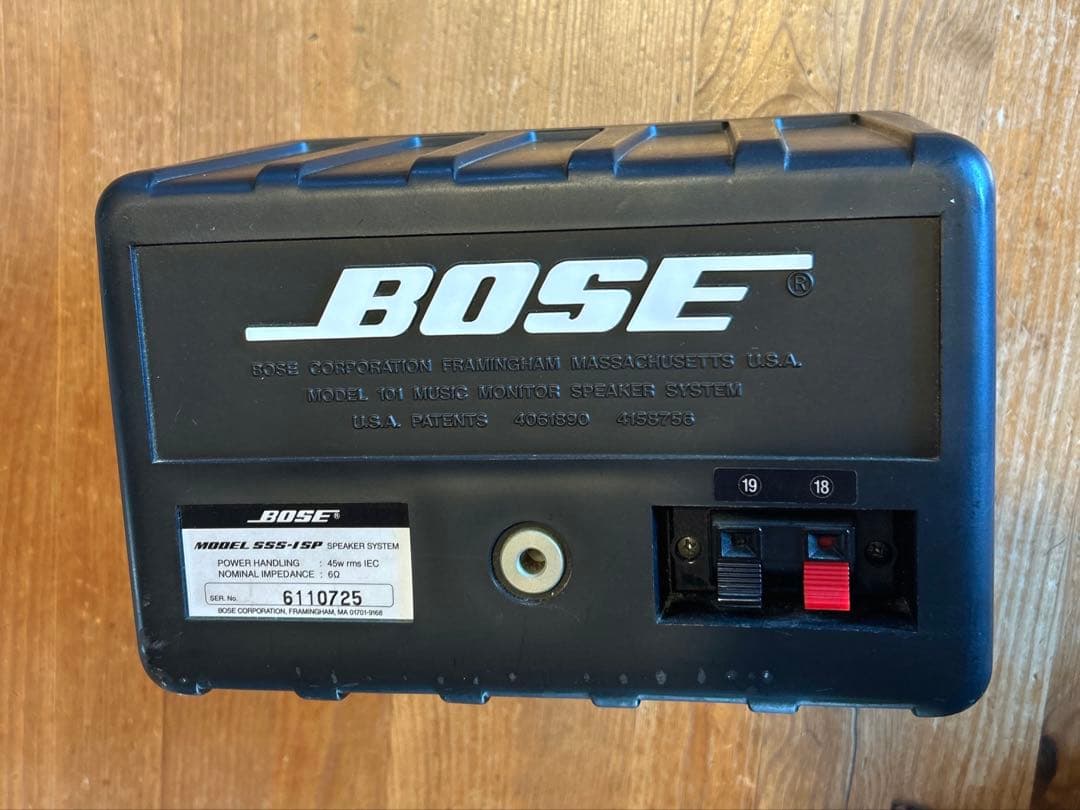 BOSE®
BOSE CORPORATION FRAMINGHAM MASSACHUSETTS U.S.A.
MODEL 101 MUSIC MONITOR SPEAKER SYSTEM
U.S.A. PATENTS 4061890 4158756
19 18
BOSE®
MODEL SSS-1SP SPEAKER SYSTEM
POWER HANDLING : 45w rms IEC
NOMINAL IMPEDANCE : 6Ω
SER. No. 6110725
BOSE CORPORATION, FRAMINGHAM, MA 01701-9168